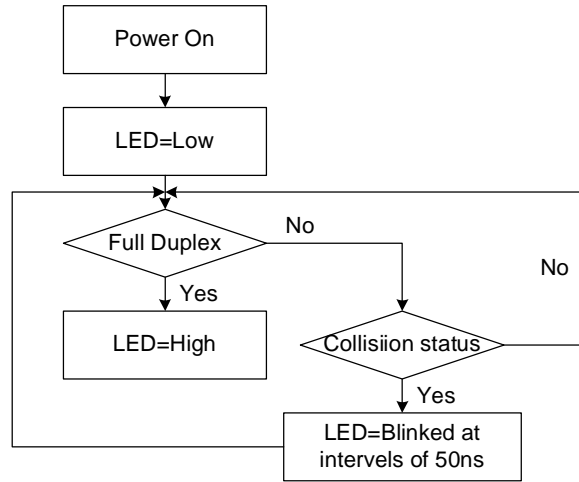 Power On
LED=Low
Full Duplex
No
No
Yes
LED=High
Collisiion status
Yes
LED=Blinked at
intervels of 50ns